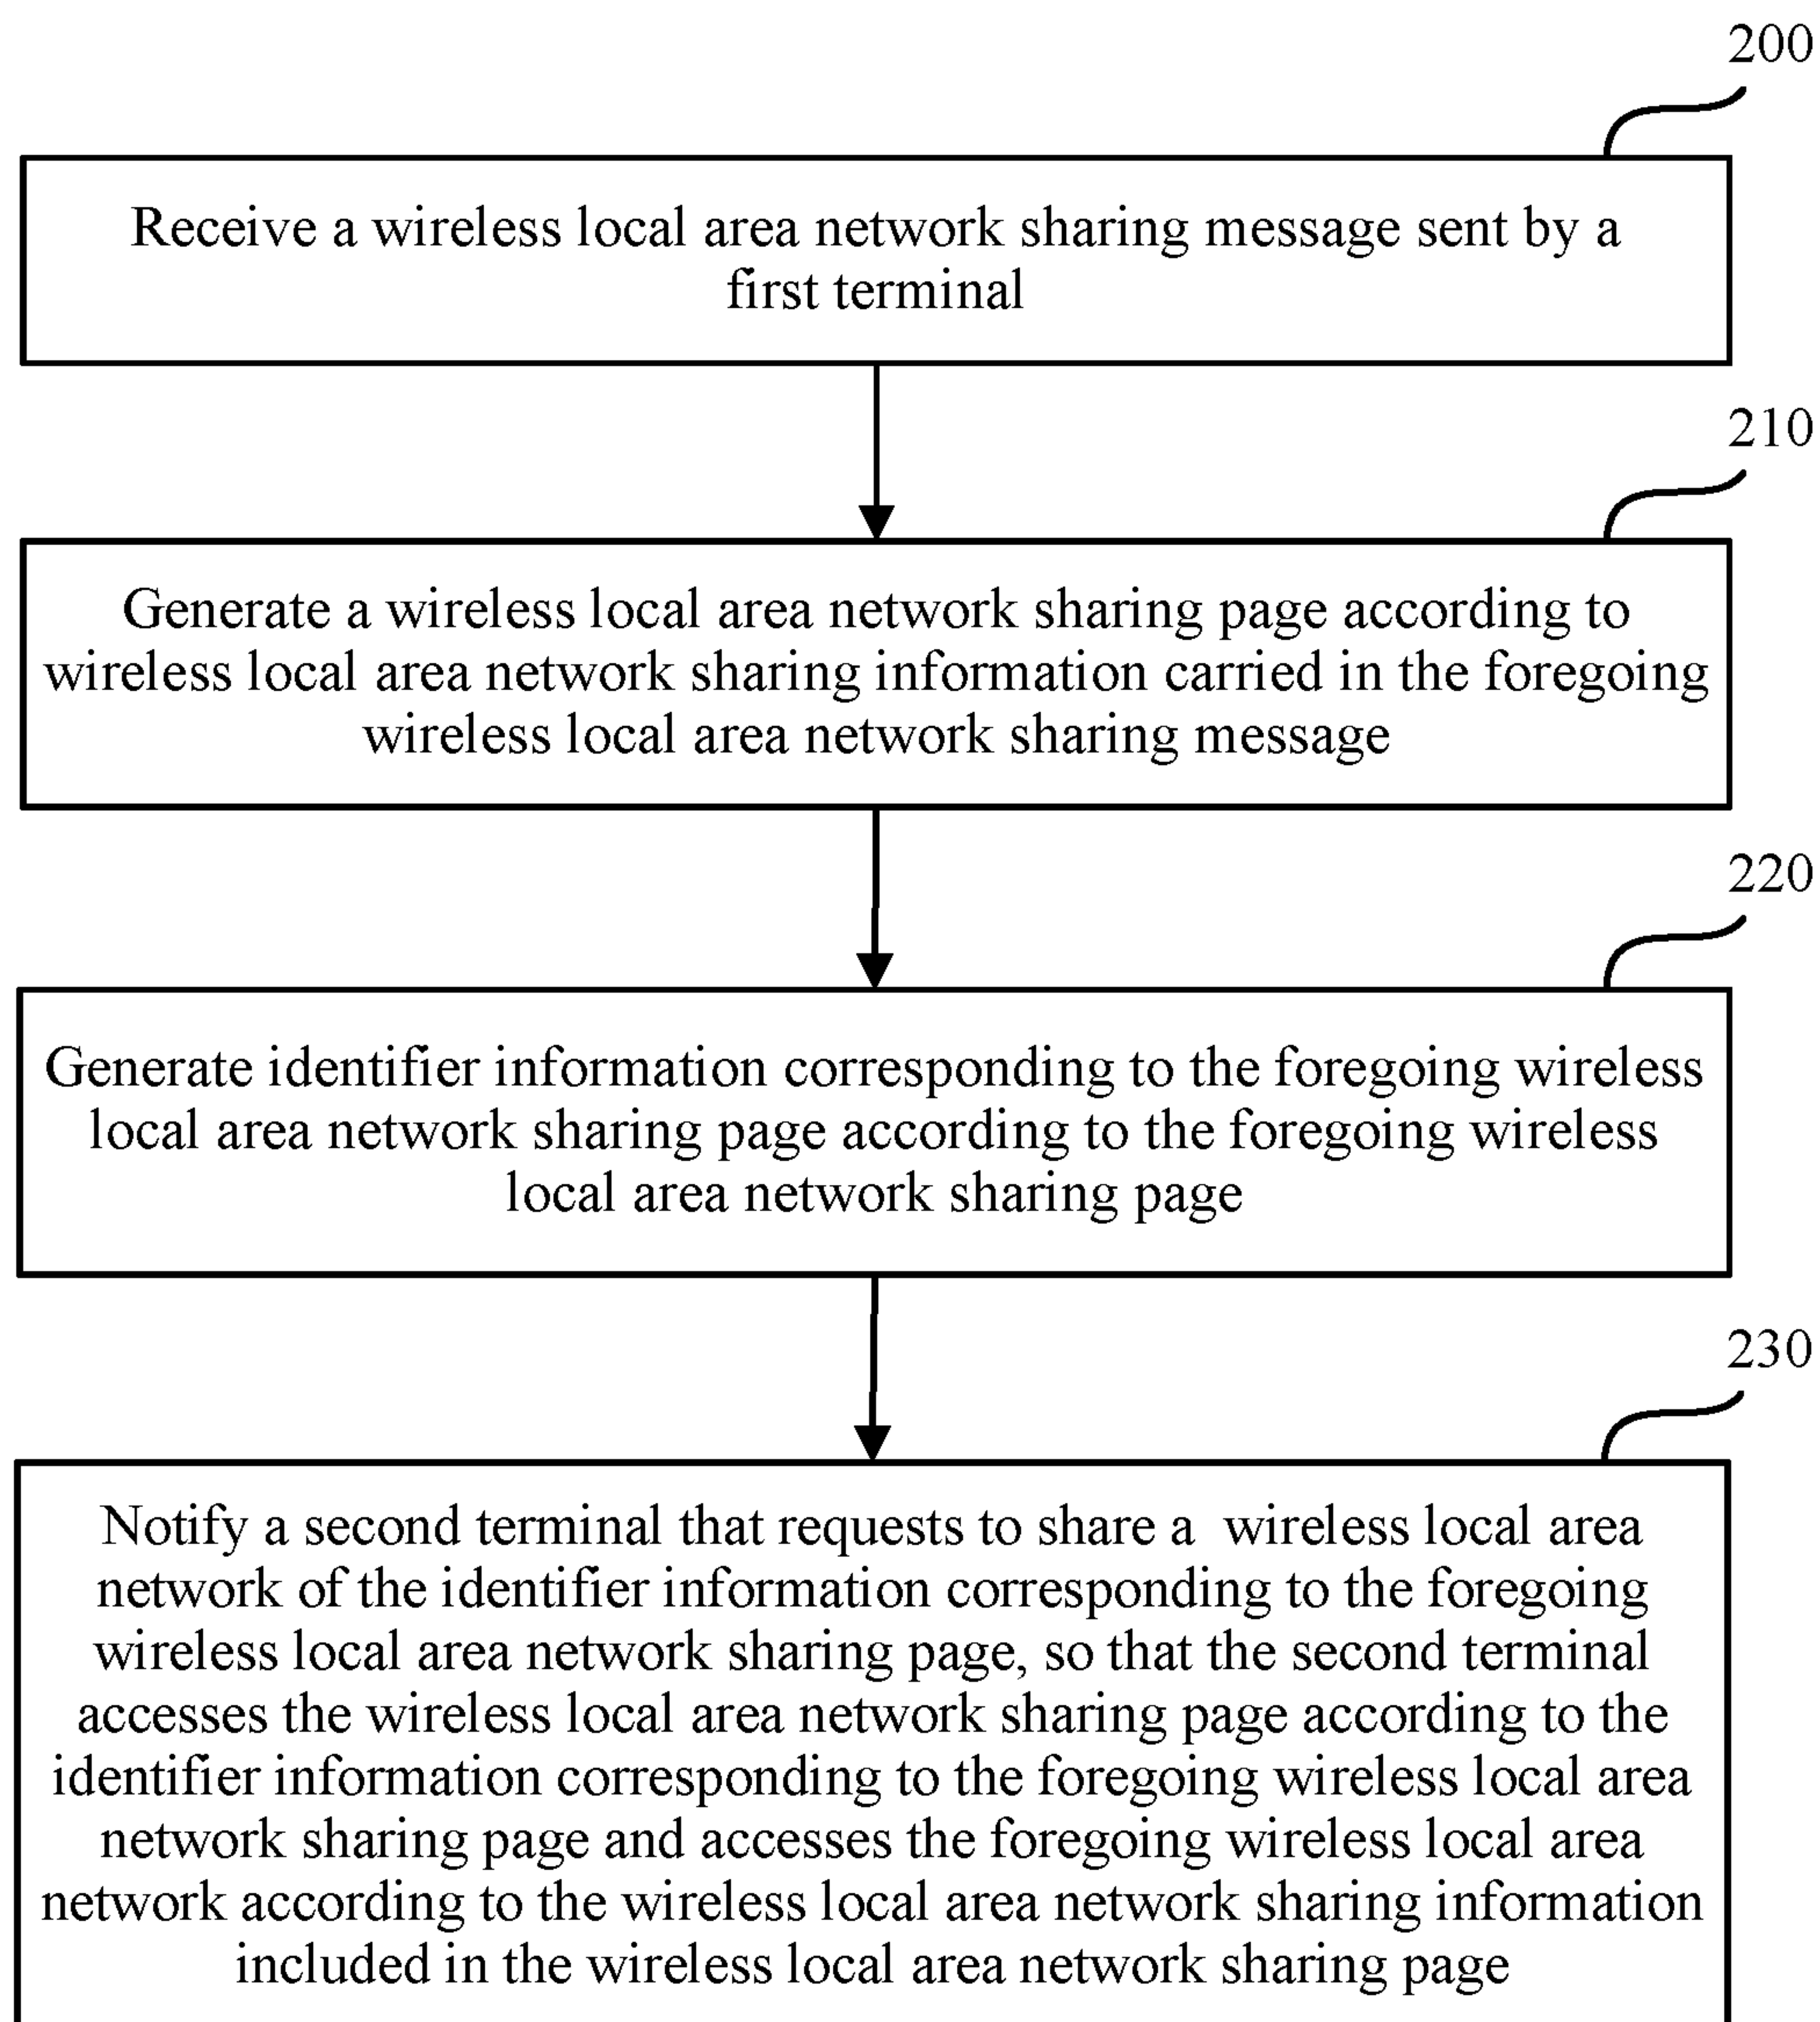 200
Receive a wireless local area network sharing message sent by a
first terminal
210
Generate a wireless local area network sharing page according to
wireless local area network sharing information carried in the foregoing
wireless local area network sharing message
220
Generate identifier information corresponding to the foregoing wireless
local area network sharing page according to the foregoing wireless
local area network sharing page
230
Notify a second terminal that requests to share a wireless local area
network of the identifier information corresponding to the foregoing
wireless local area network sharing page, so that the second terminal
accesses the wireless local area network sharing page according to the
identifier information corresponding to the foregoing wireless local area
network sharing page and accesses the foregoing wireless local area
network according to the wireless local area network sharing information
included in the wireless local area network sharing page